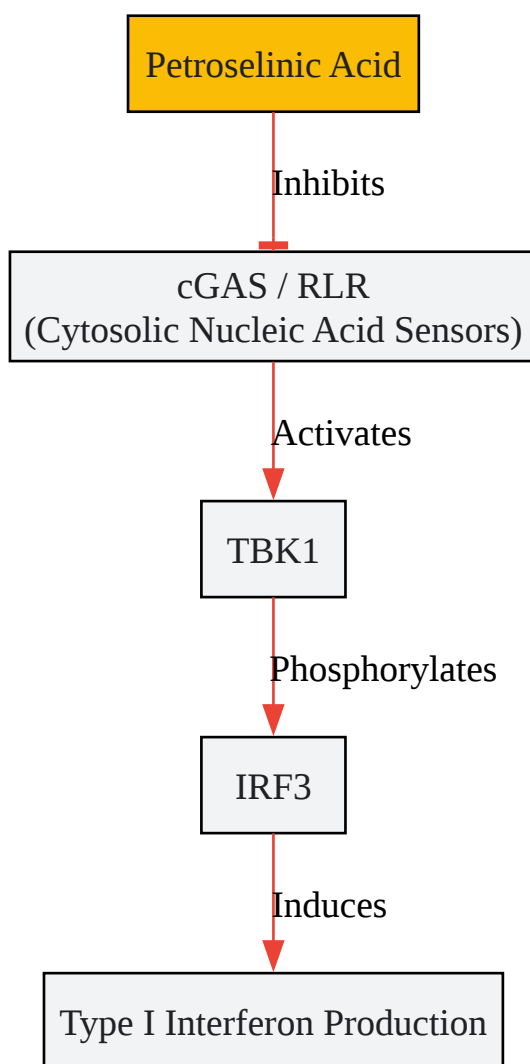 Petroselinic Acid
Inhibits
cGAS / RLR
(Cytosolic Nucleic Acid Sensors)
Activates
TBK1
Phosphorylates
IRF3
Induces
Type I Interferon Production